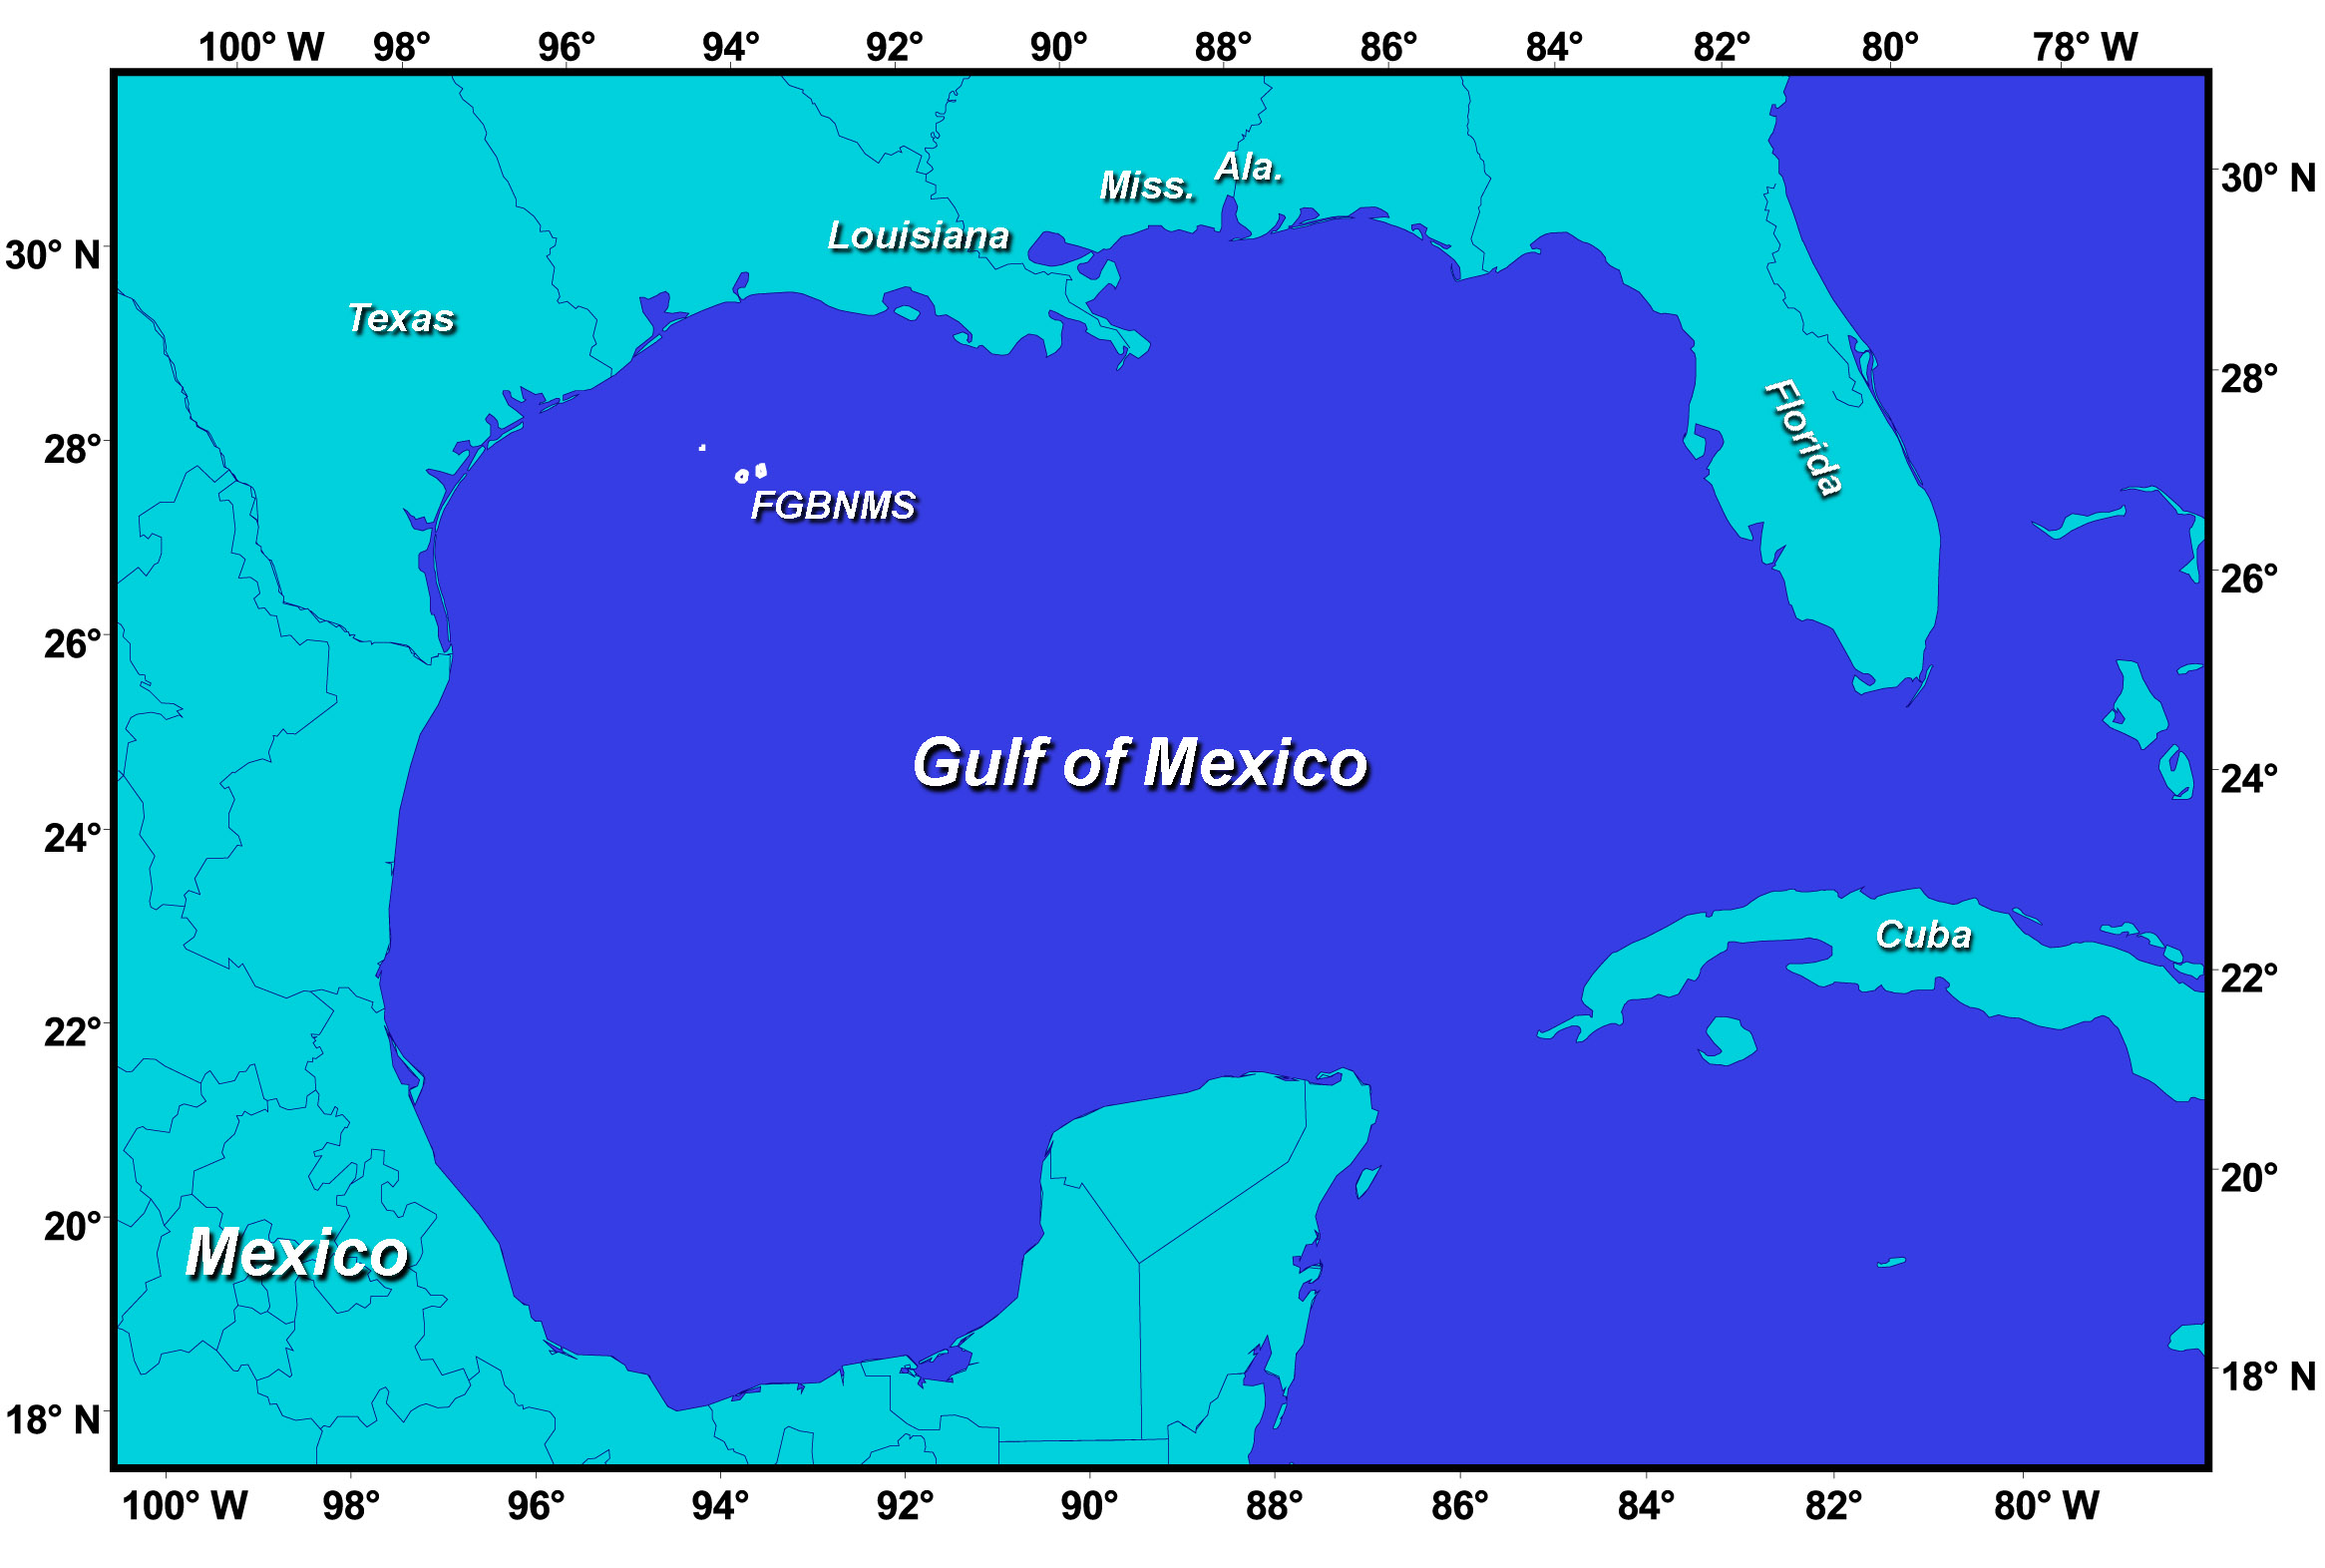 100° W 98° 96° 94° 92° 90° 88° 86° 84° 82° 80° 78° W
Ala.
Miss.
30° N
Louisiana
30° N
Texas
28°
Florida
28°
FGBNMS
26°
26°
Gulf of Mexico
24°
24°
Cuba
22°
22°
20°
20°
Mexico
18° N
18° N
100° W 98° 96° 94° 92° 90° 88° 86° 84° 82° 80° W